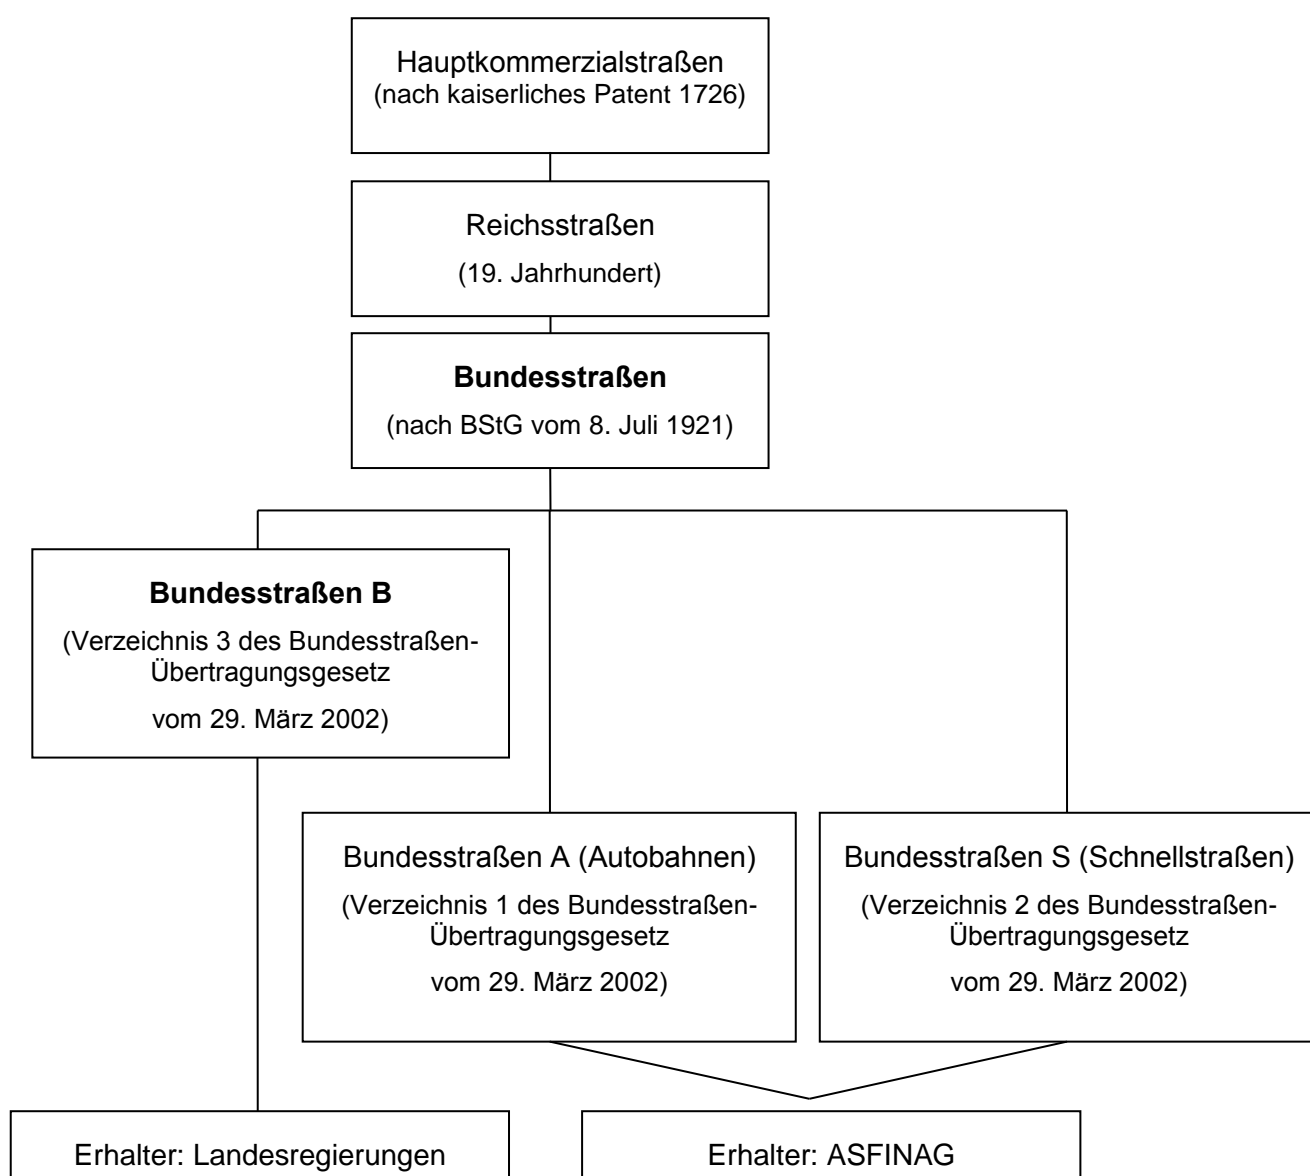 Hauptkommerzialstraßen
(nach kaiserliches Patent 1726)
Reichsstraßen
(19. Jahrhundert)
Bundesstraßen
(nach BStG vom 8. Juli 1921)
Bundesstraßen B
(Verzeichnis 3 des Bundesstraßen-
Übertragungsgesetz
vom 29. März 2002)
Bundesstraßen A (Autobahnen)
(Verzeichnis 1 des Bundesstraßen-
Übertragungsgesetz
vom 29. März 2002)
Bundesstraßen S (Schnellstraßen)
(Verzeichnis 2 des Bundesstraßen-
Übertragungsgesetz
vom 29. März 2002)
Erhalter: Landesregierungen
Erhalter: ASFINAG